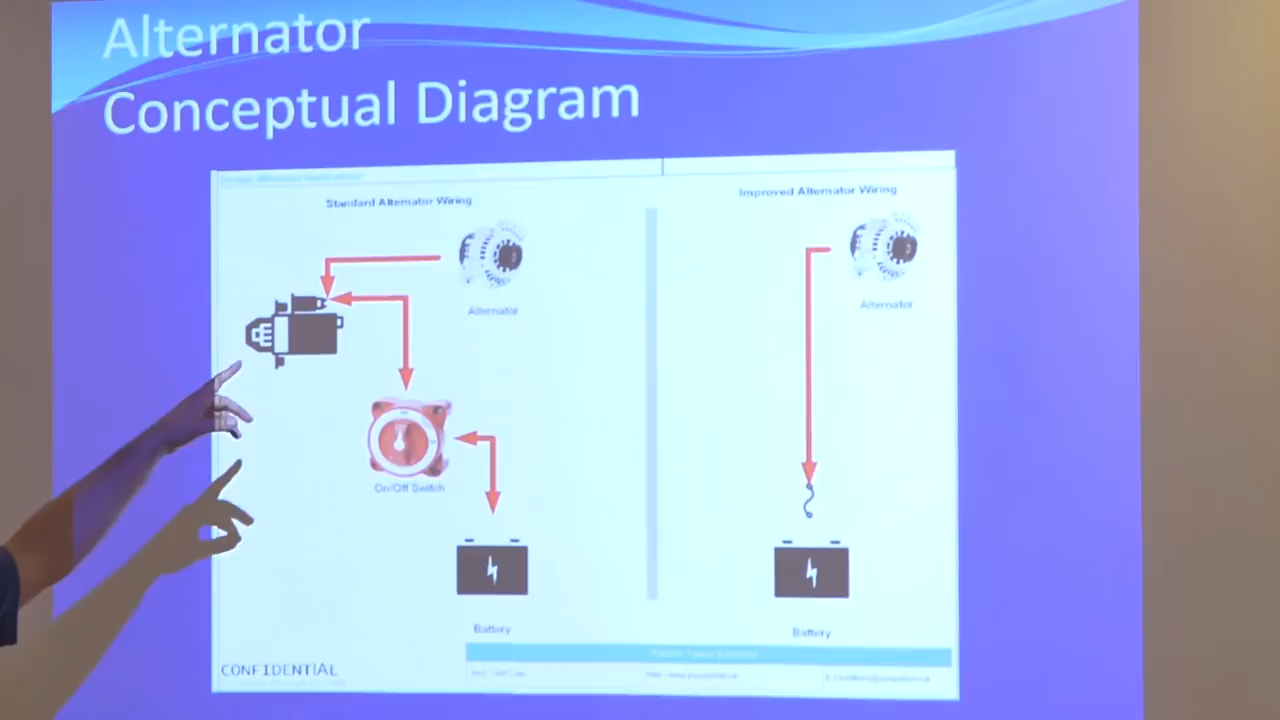 Alternator
Conceptual Diagram
Standard Alternator Wiring
Improved Alternator Wiring
Alternator
Alternator
On/Off Switch
Battery
Battery
CONFIDENTIAL